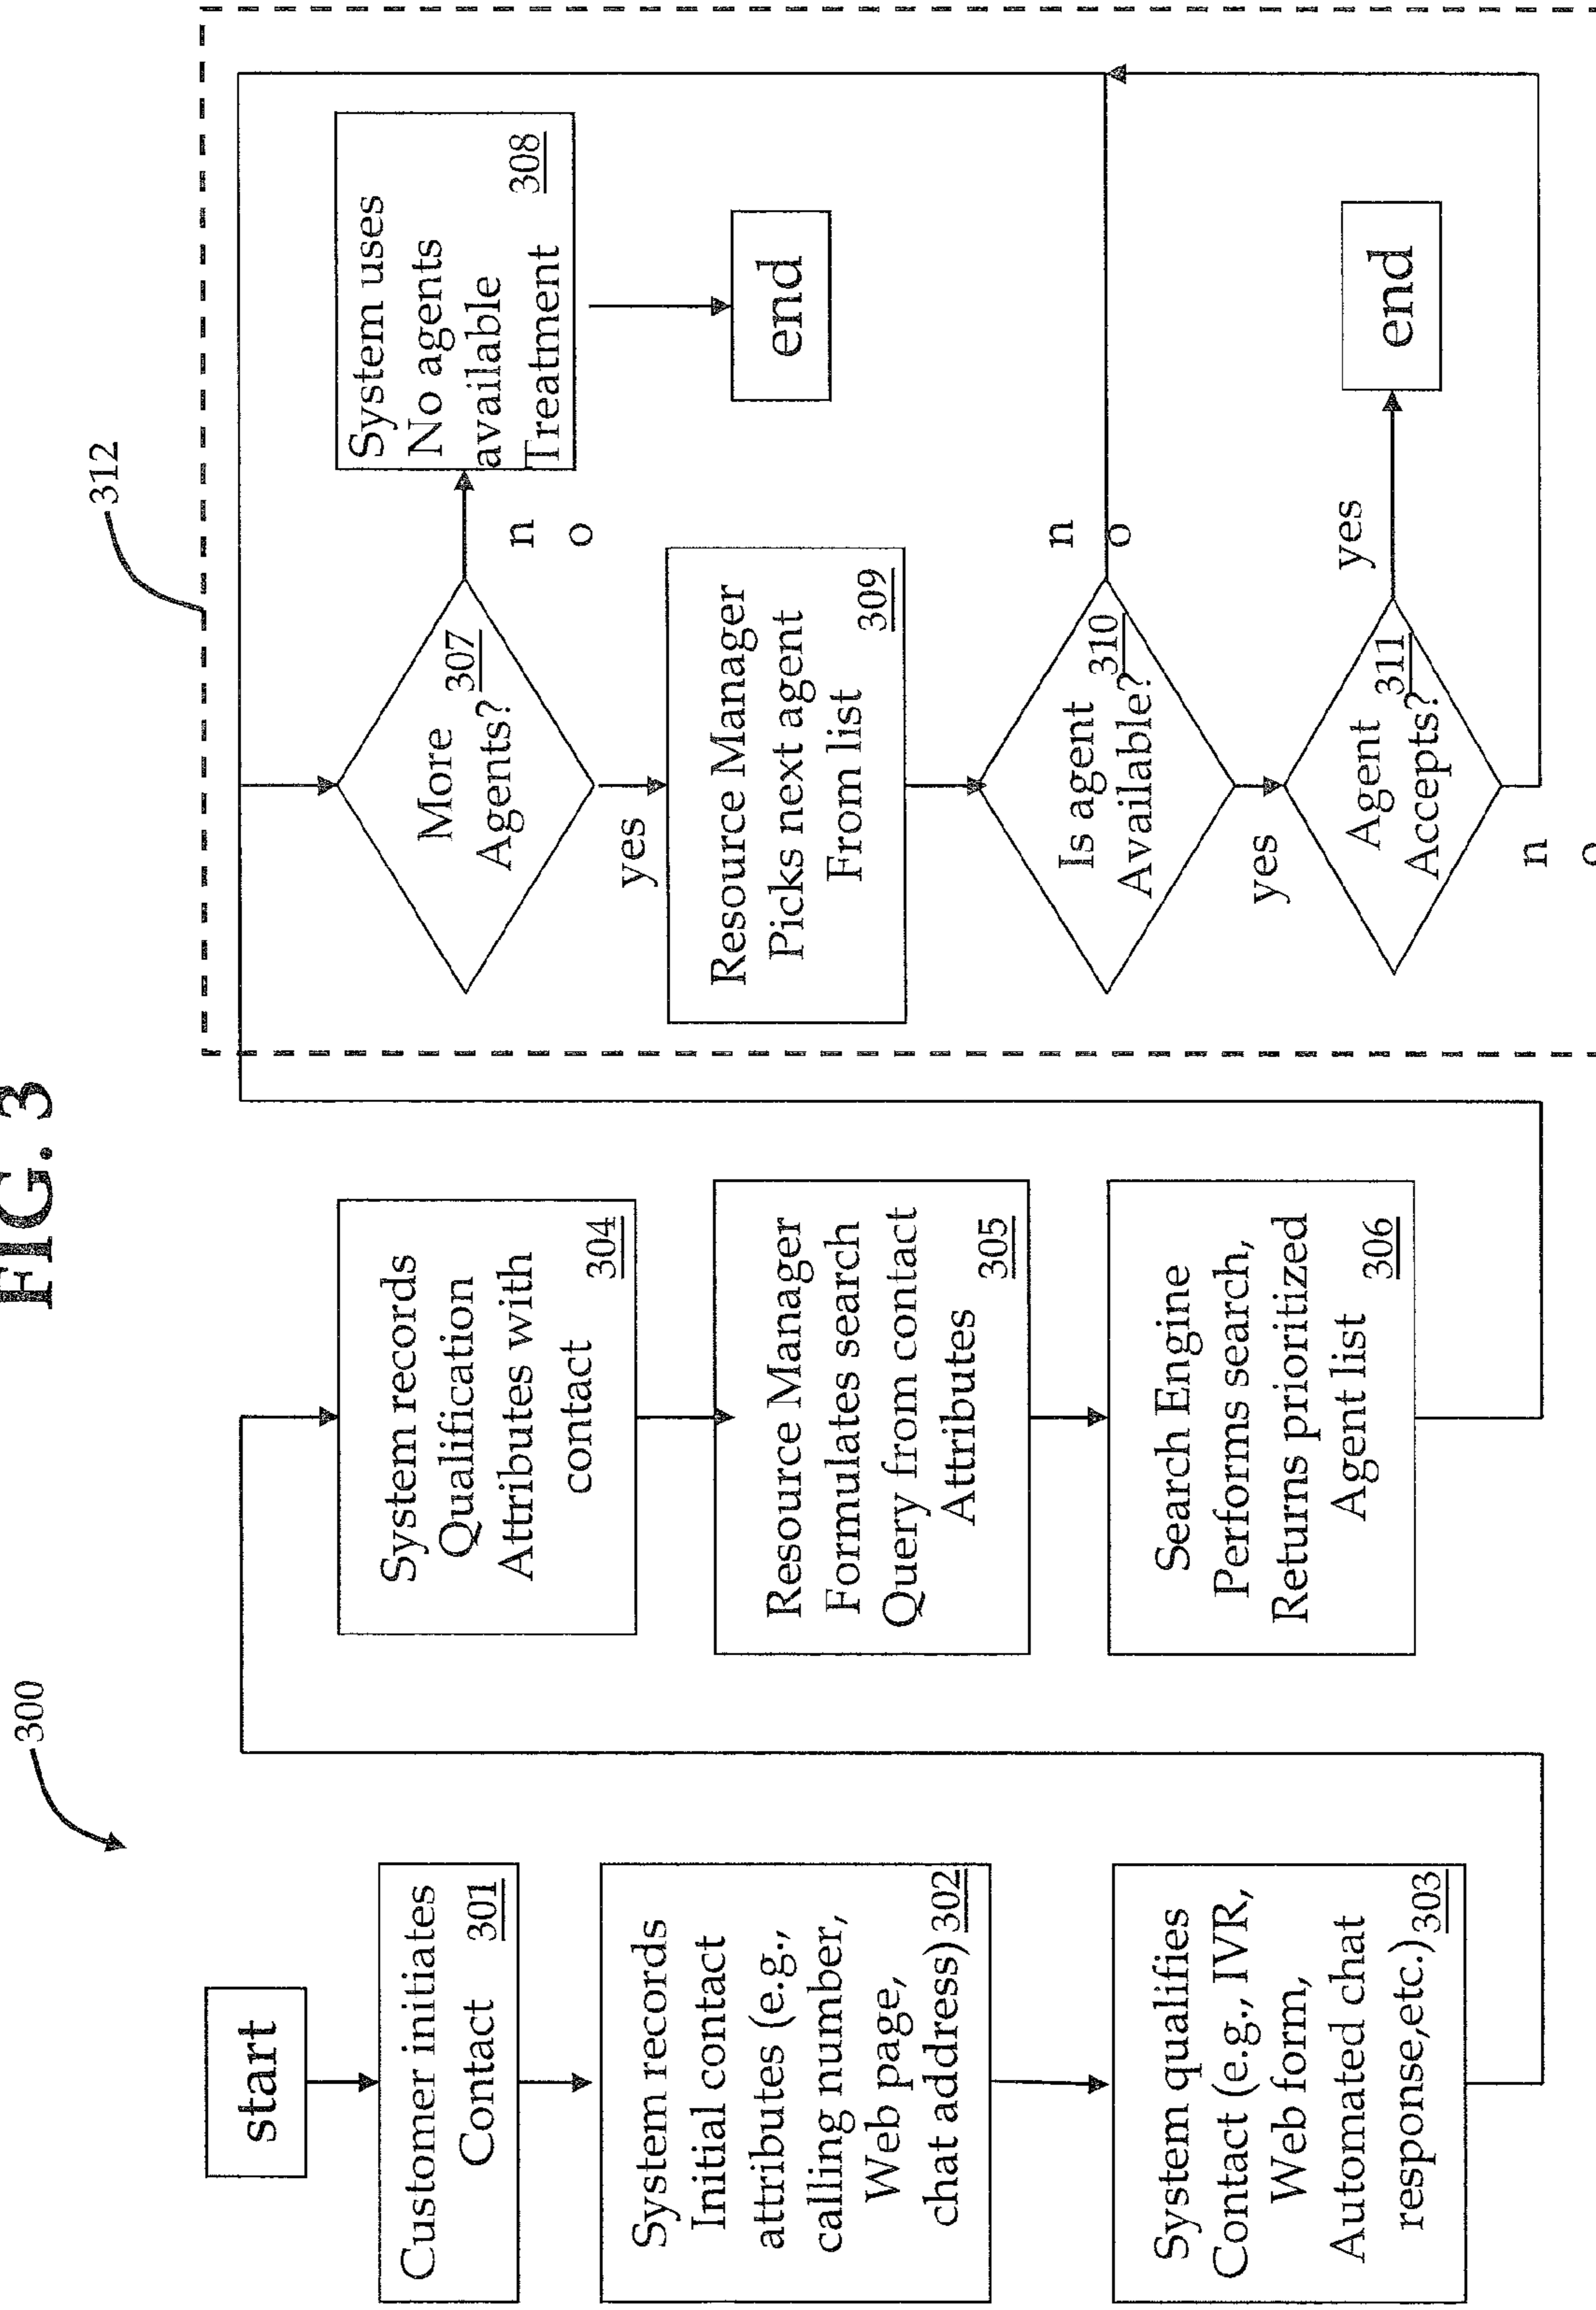 FIG. 3
300
start
Customer initiates
Contact 301
System records
Initial contact
attributes (e.g.,
calling number,
Web page,
chat address) 302
System qualifies
Contact (e.g., IVR,
Web form,
Automated chat
response,etc.) 303
System records
Qualification
Attributes with
contact 304
Resource Manager
Formulates search
Query from contact
Attributes 305
Search Engine
Performs search,
Returns prioritized
Agent list 306
312
More 307
Agents?
n
o
yes
System uses
No agents
available 308
Treatment
end
Resource Manager
Picks next agent
From list 309
Is agent 310
Available?
n
o
yes
Agent 311
Accepts?
yes
end
n
o